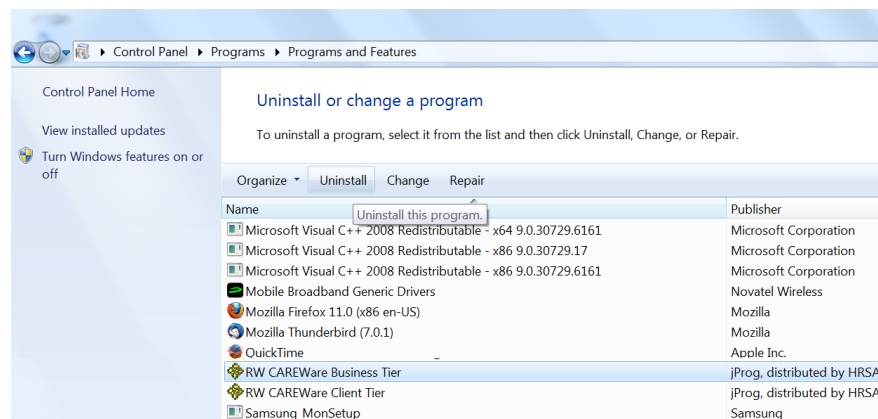 Control Panel Programs Programs and Features
Control Panel Home
View installed updates
Turn Windows features on or
off
Uninstall or change a program
To uninstall a program, select it from the list and then click Uninstall, Change, or Repair.
Organize Uninstall Change Repair
Name Publisher
Uninstall this program.
Microsoft Visual C++ 2008 Redistributable - x64 9.0.30729.6161 Microsoft Corporation
Microsoft Visual C++ 2008 Redistributable - x86 9.0.30729.17 Microsoft Corporation
Microsoft Visual C++ 2008 Redistributable - x86 9.0.30729.6161 Microsoft Corporation
Mobile Broadband Generic Drivers Novatel Wireless
Mozilla Firefox 11.0 (x86 en-US) Mozilla
Mozilla Thunderbird (7.0.1) Mozilla
QuickTime Apple Inc.
RW CAREWare Business Tier jProg, distributed by HRSA
RW CAREWare Client Tier jProg, distributed by HRSA
Samsung MonSetup Samsung